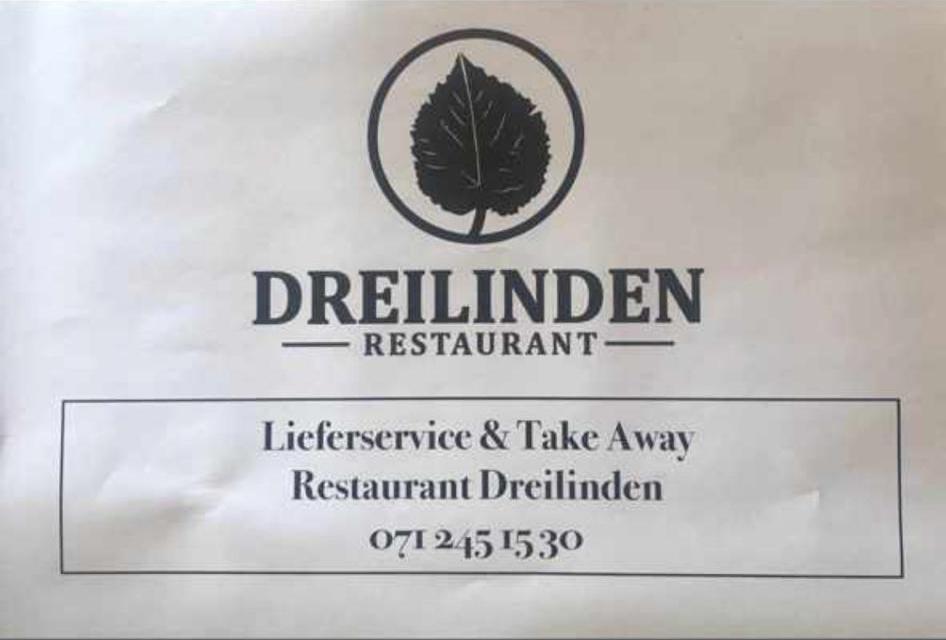 DREILINDEN
RESTAURANT
Lieferservice & Take Away
Restaurant Dreilinden
071 245 15 30